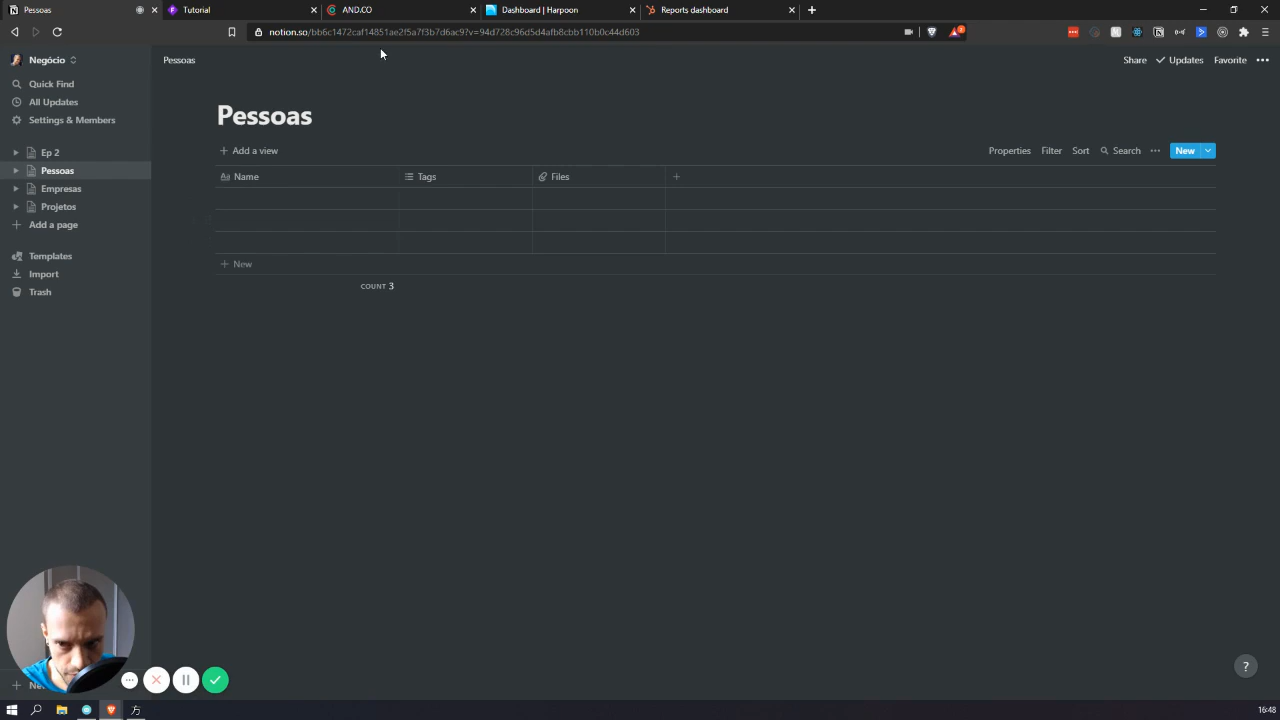 Pessoas
Tutorial
AND.CO
Dashboard | Harpoon
Reports dashboard
notion.so/bb6c1472caf14851ae2f5a7f3b7d6ac9?v=94d728c96d5d4afb8cbb110b0c44d603
Negócio
Pessoas
Share
Updates
Favorite
Quick Find
All Updates
Settings & Members
Ep 2
Pessoas
Empresas
Projetos
Add a page
Templates
Import
Trash
Pessoas
Add a view
Properties
Filter
Sort
Search
New
Name
Tags
Files
New
COUNT 3
?
16:48